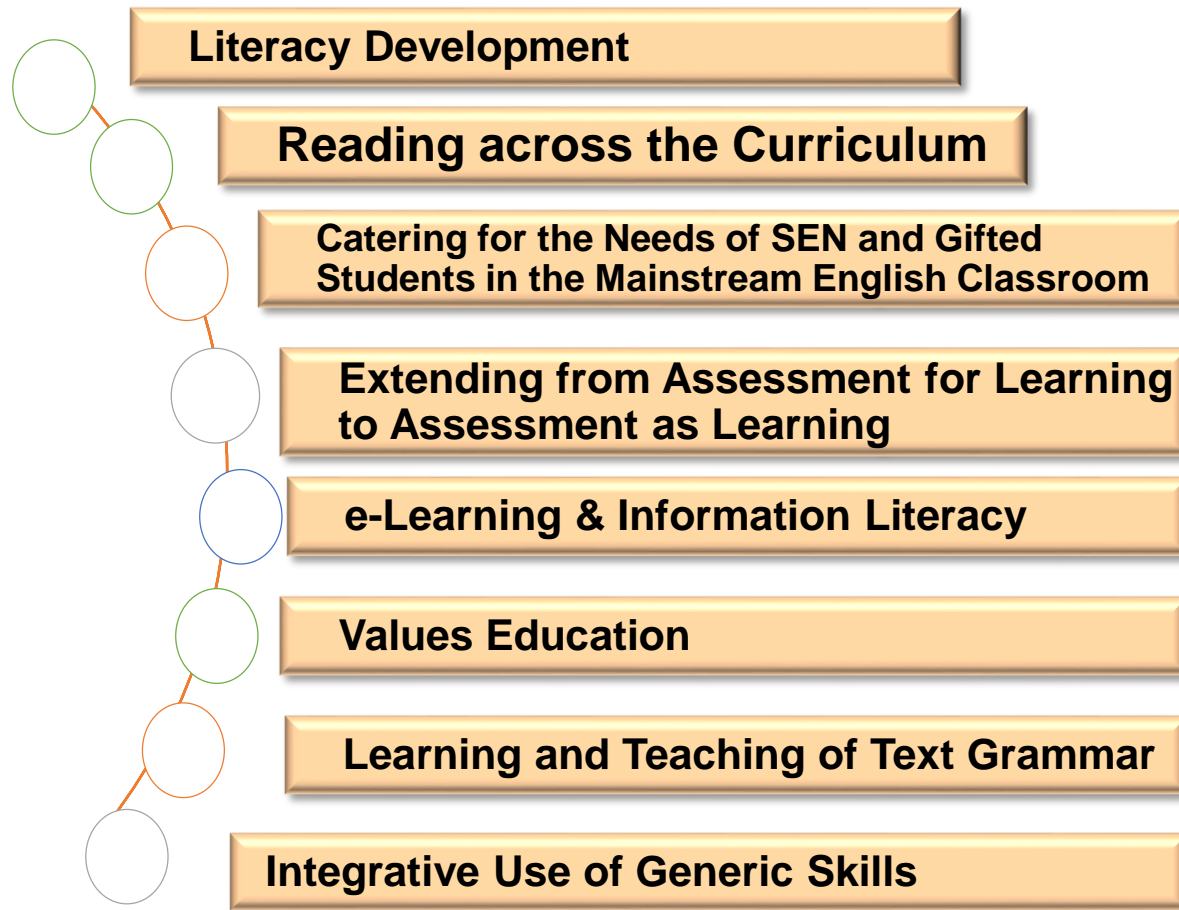 Literacy Development
Reading across the Curriculum
Catering for the Needs of SEN and Gifted
Students in the Mainstream English Classroom
Extending from Assessment for Learning
to Assessment as Learning
e-Learning & Information Literacy
Values Education
Learning and Teaching of Text Grammar
Integrative Use of Generic Skills